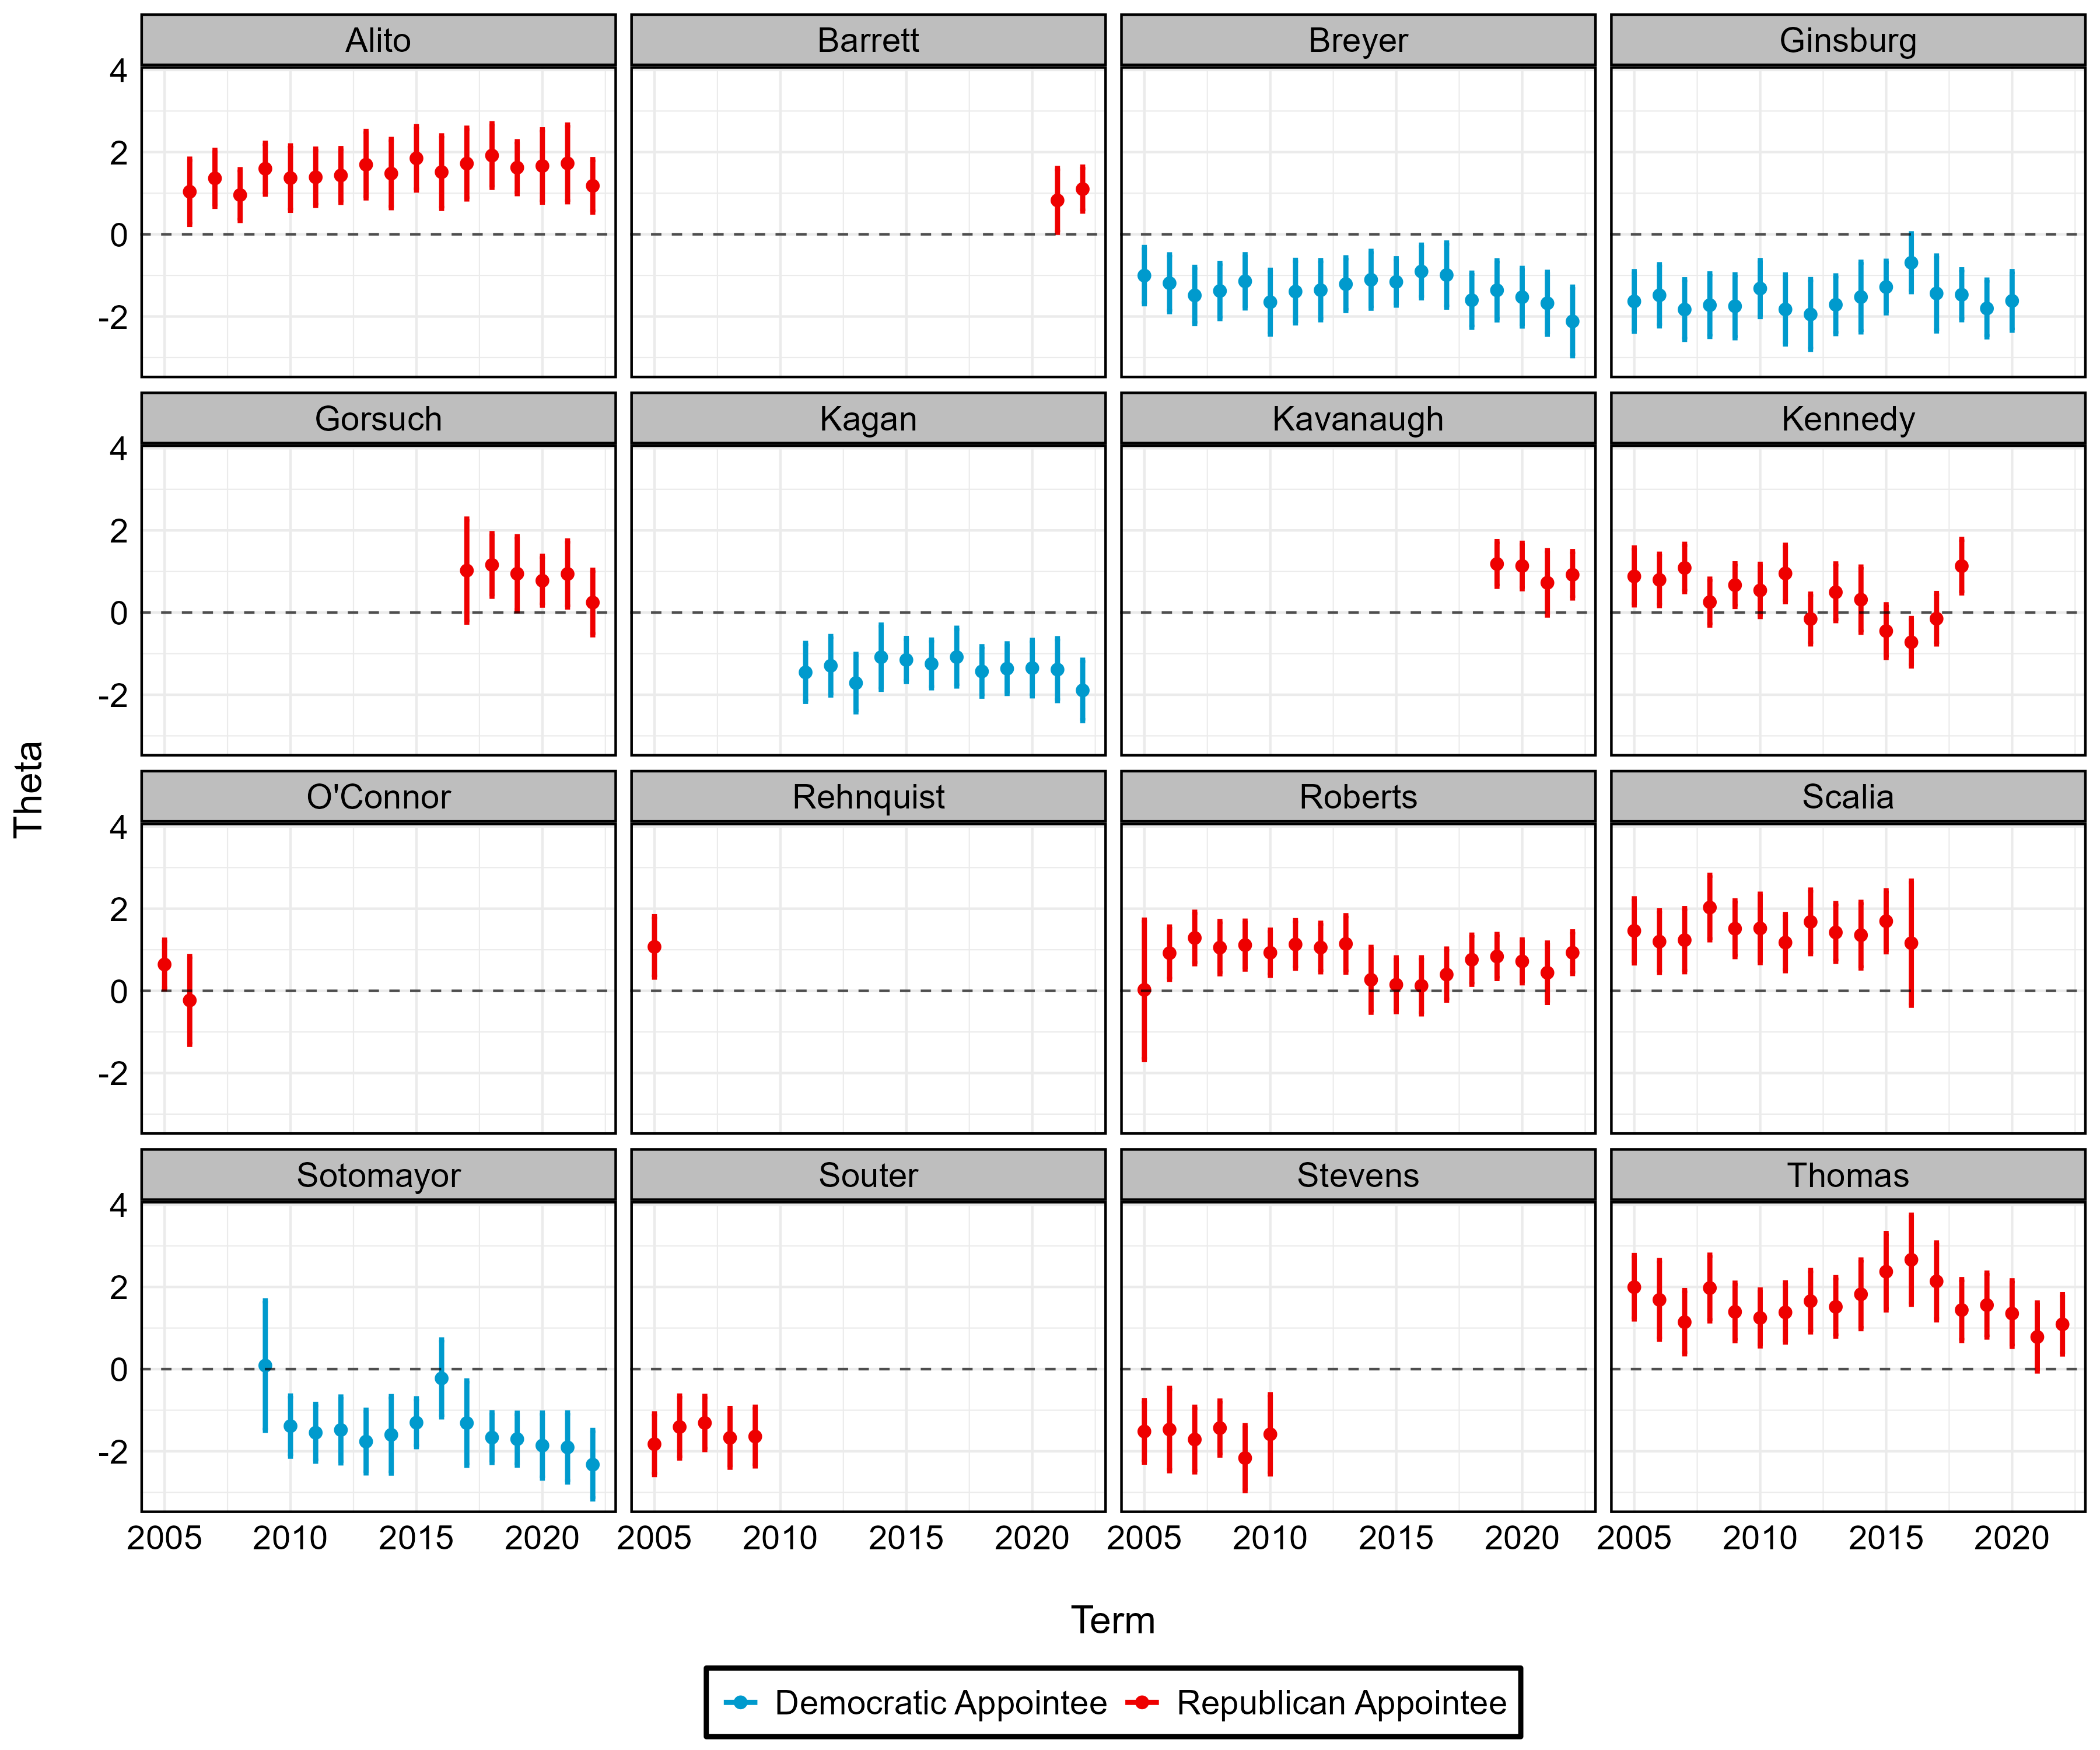 Alito Barrett Breyer Ginsburg
4
2
0
-2
Gorsuch Kagan Kavanaugh Kennedy
4
2
0
-2
Theta
O'Connor Rehnquist Roberts Scalia
4
2
0
-2
Sotomayor Souter Stevens Thomas
4
2
0
-2
2005 2010 2015 2020 2005 2010 2015 2020 2005 2010 2015 2020 2005 2010 2015 2020
Term
Democratic Appointee Republican Appointee